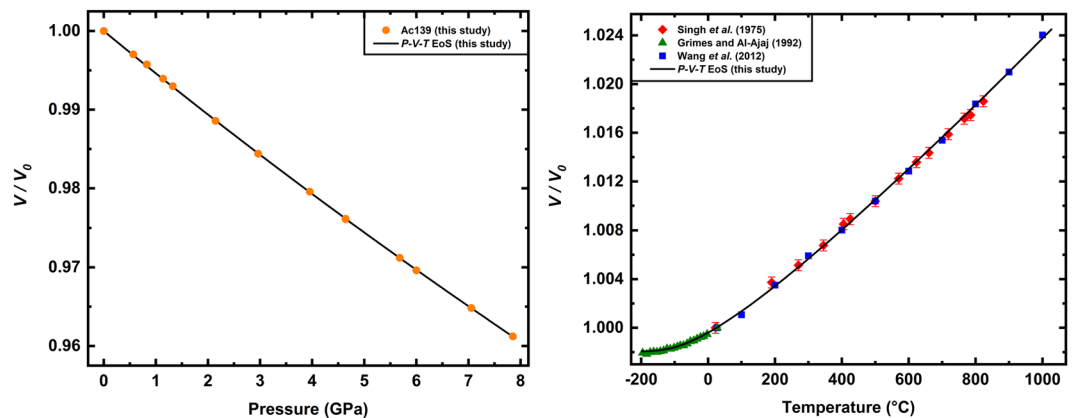 1.00
0.99
0.98
0.97
0.96
V / V0
0 1 2 3 4 5 6 7 8
Pressure (GPa)
Ac139 (this study)
P-V-T EoS (this study)
1.024
1.020
1.016
1.012
1.008
1.004
1.000
V / V0
-200 0 200 400 600 800 1000
Temperature (°C)
Singh et al. (1975)
Grimes and Al-Ajaj (1992)
Wang et al. (2012)
P-V-T EoS (this study)